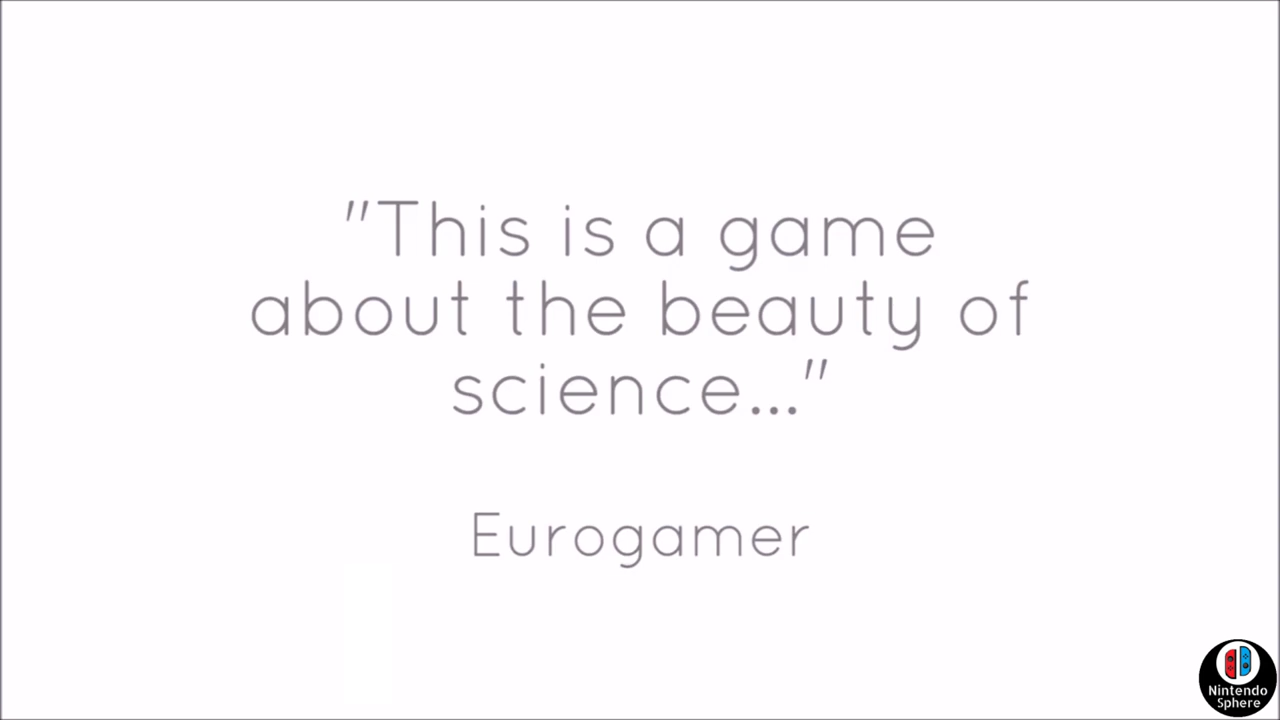 "This is a game
about the beauty of
science..."
Eurogamer
Nintendo
Sphere